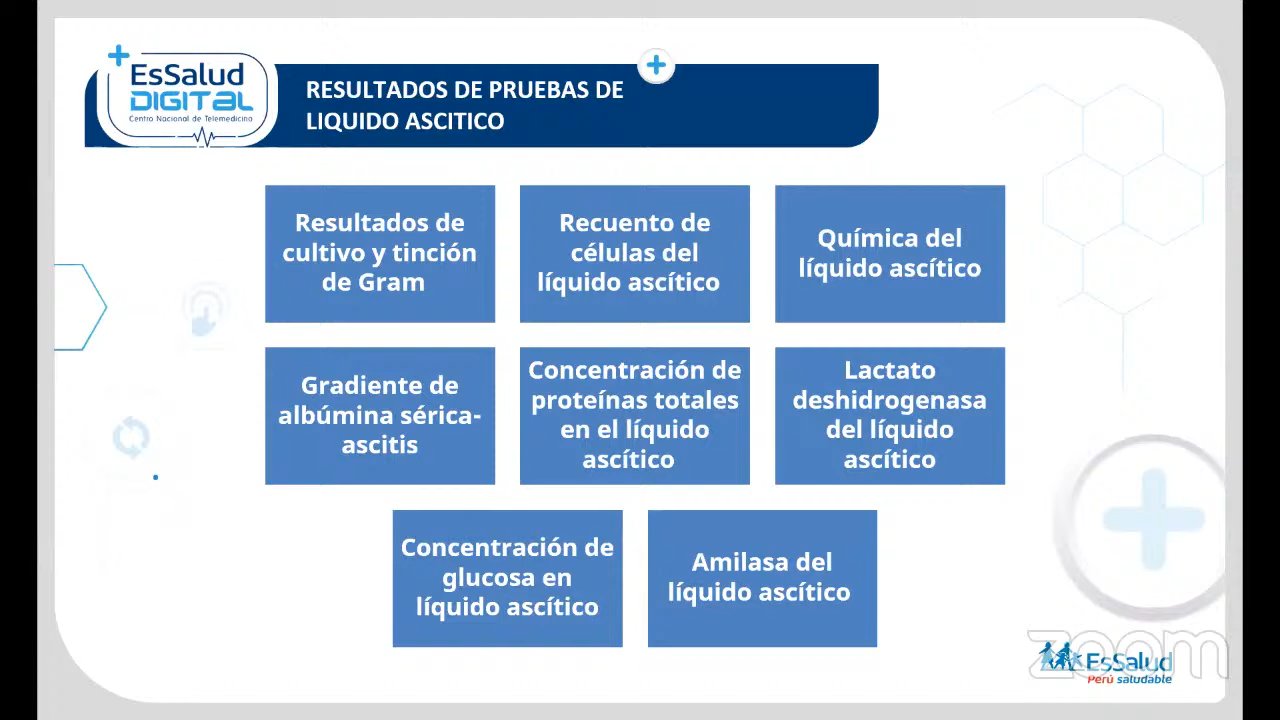 EsSalud
DIGITAL
Centro Nacional de Telemedicina
RESULTADOS DE PRUEBAS DE
LIQUIDO ASCITICO
Resultados de
cultivo y tinción
de Gram
Recuento de
células del
líquido ascítico
Química del
líquido ascítico
Gradiente de
albúmina sérica-
ascitis
Concentración de
proteínas totales
en el líquido
ascítico
Lactato
deshidrogenasa
del líquido
ascítico
Concentración de
glucosa en
líquido ascítico
Amilasa del
líquido ascítico
zoom
EsSalud
Perú saludable